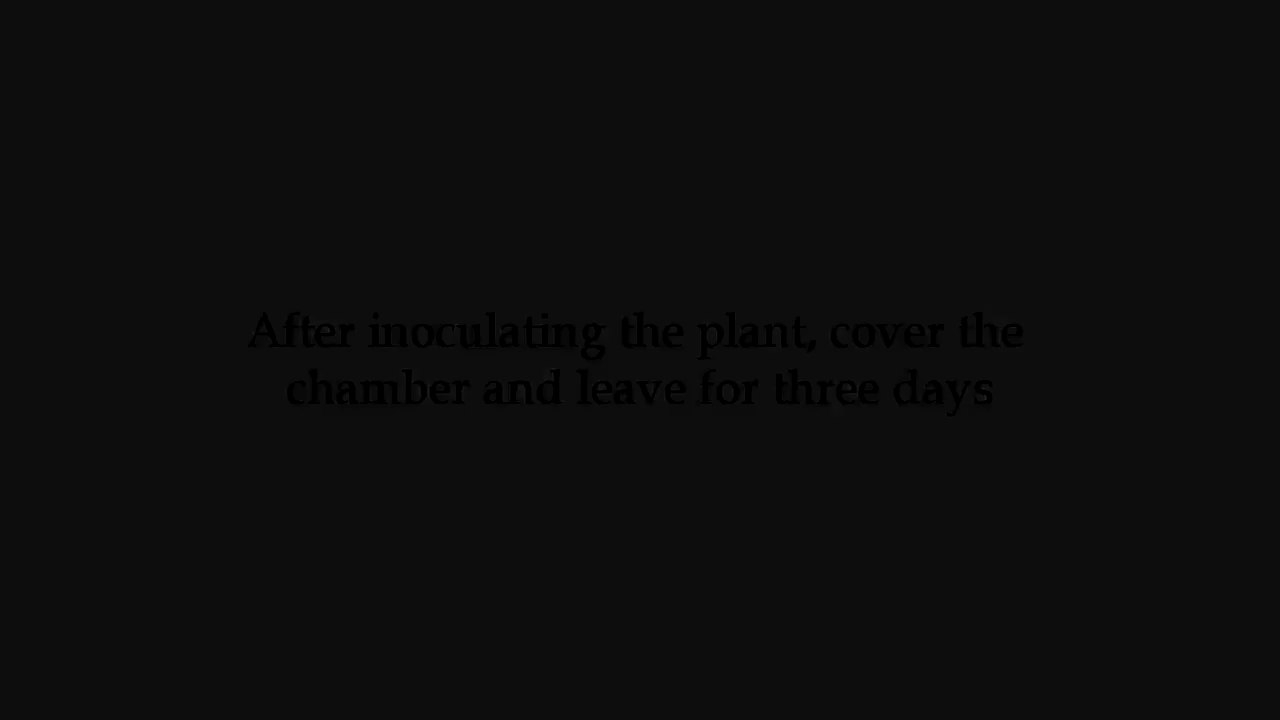 After inoculating the plant, cover the
chamber and leave for three days